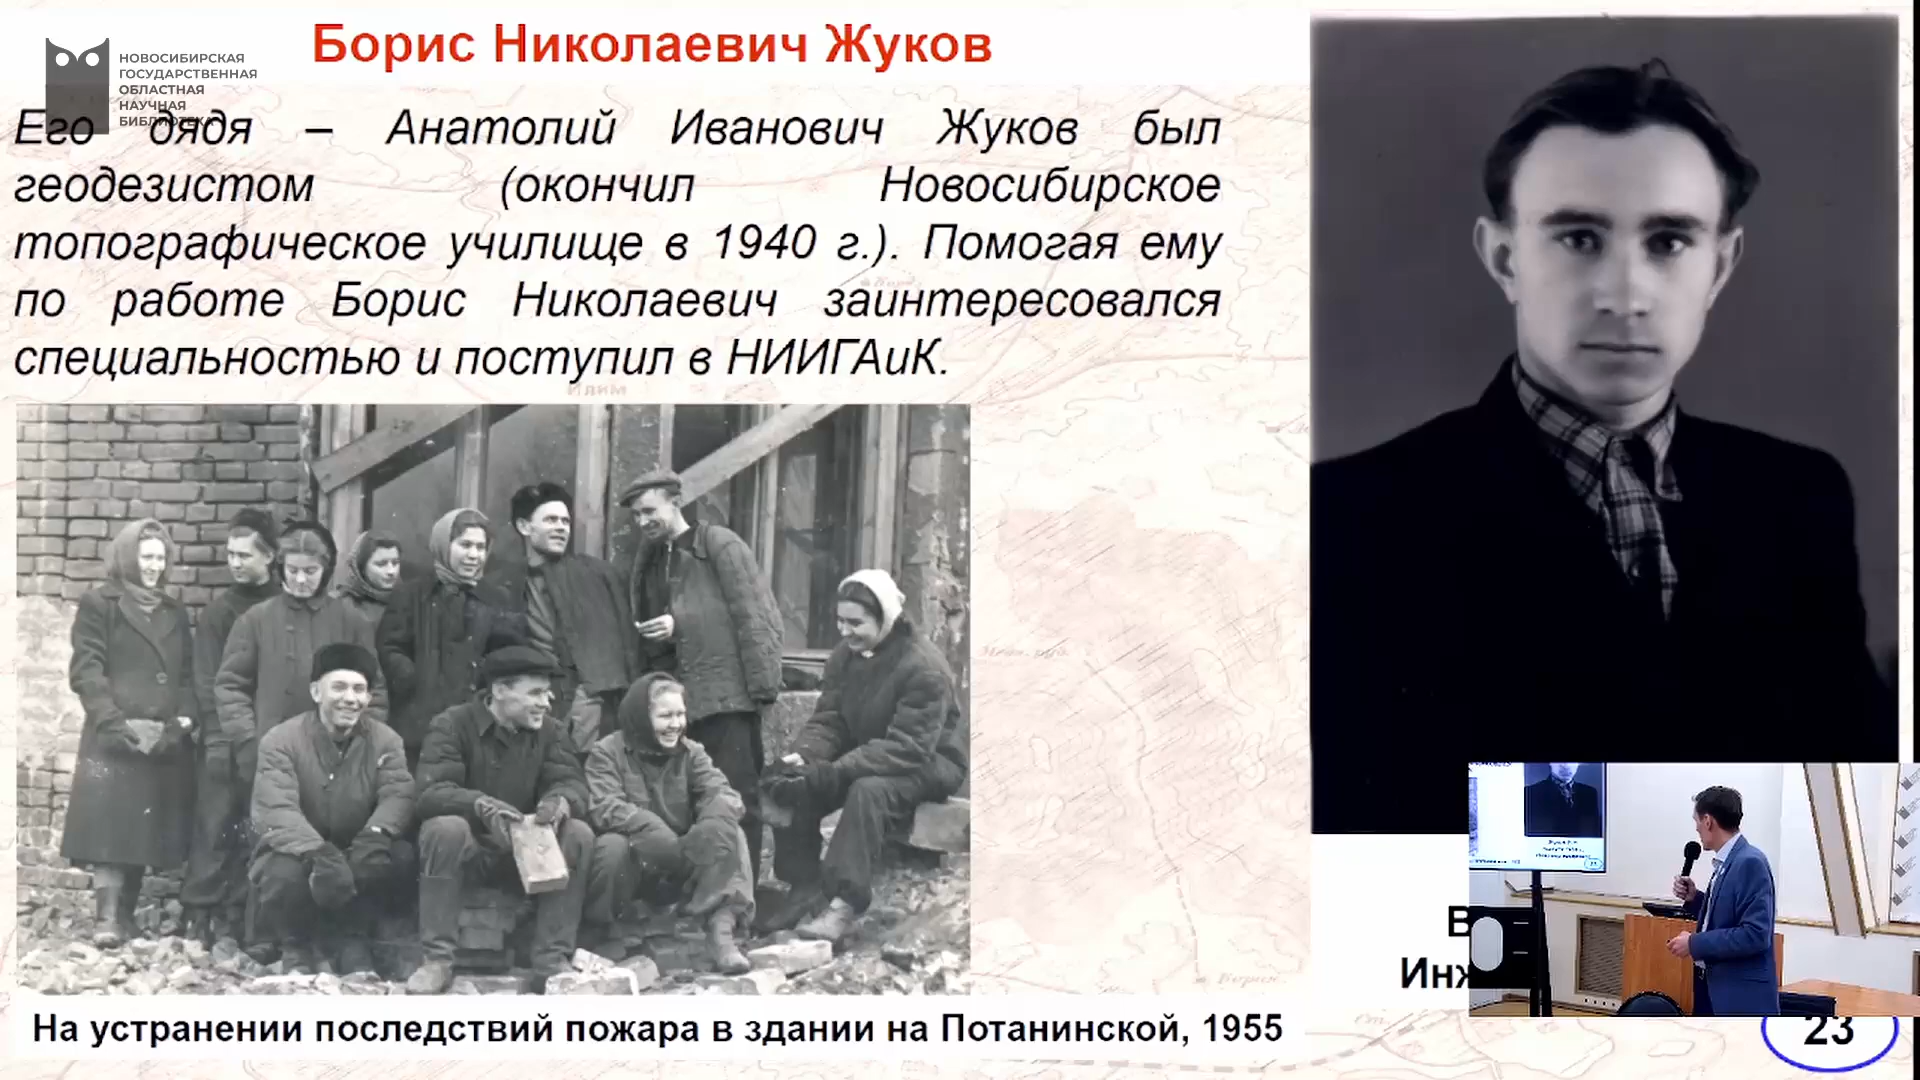 Борис Николаевич Жуков
НОВОСИБИРСКАЯ
ГОСУДАРСТВЕННАЯ
ОБЛАСТНАЯ
НАУЧНАЯ
БИБЛИОТЕКА
Его дядя – Анатолий Иванович Жуков был
геодезистом (окончил Новосибирское
топографическое училище в 1940 г.). Помогая ему
по работе Борис Николаевич заинтересовался
специальностью и поступил в НИИГАиК.
Илим
На устранении последствий пожара в здании на Потанинской, 1955
23